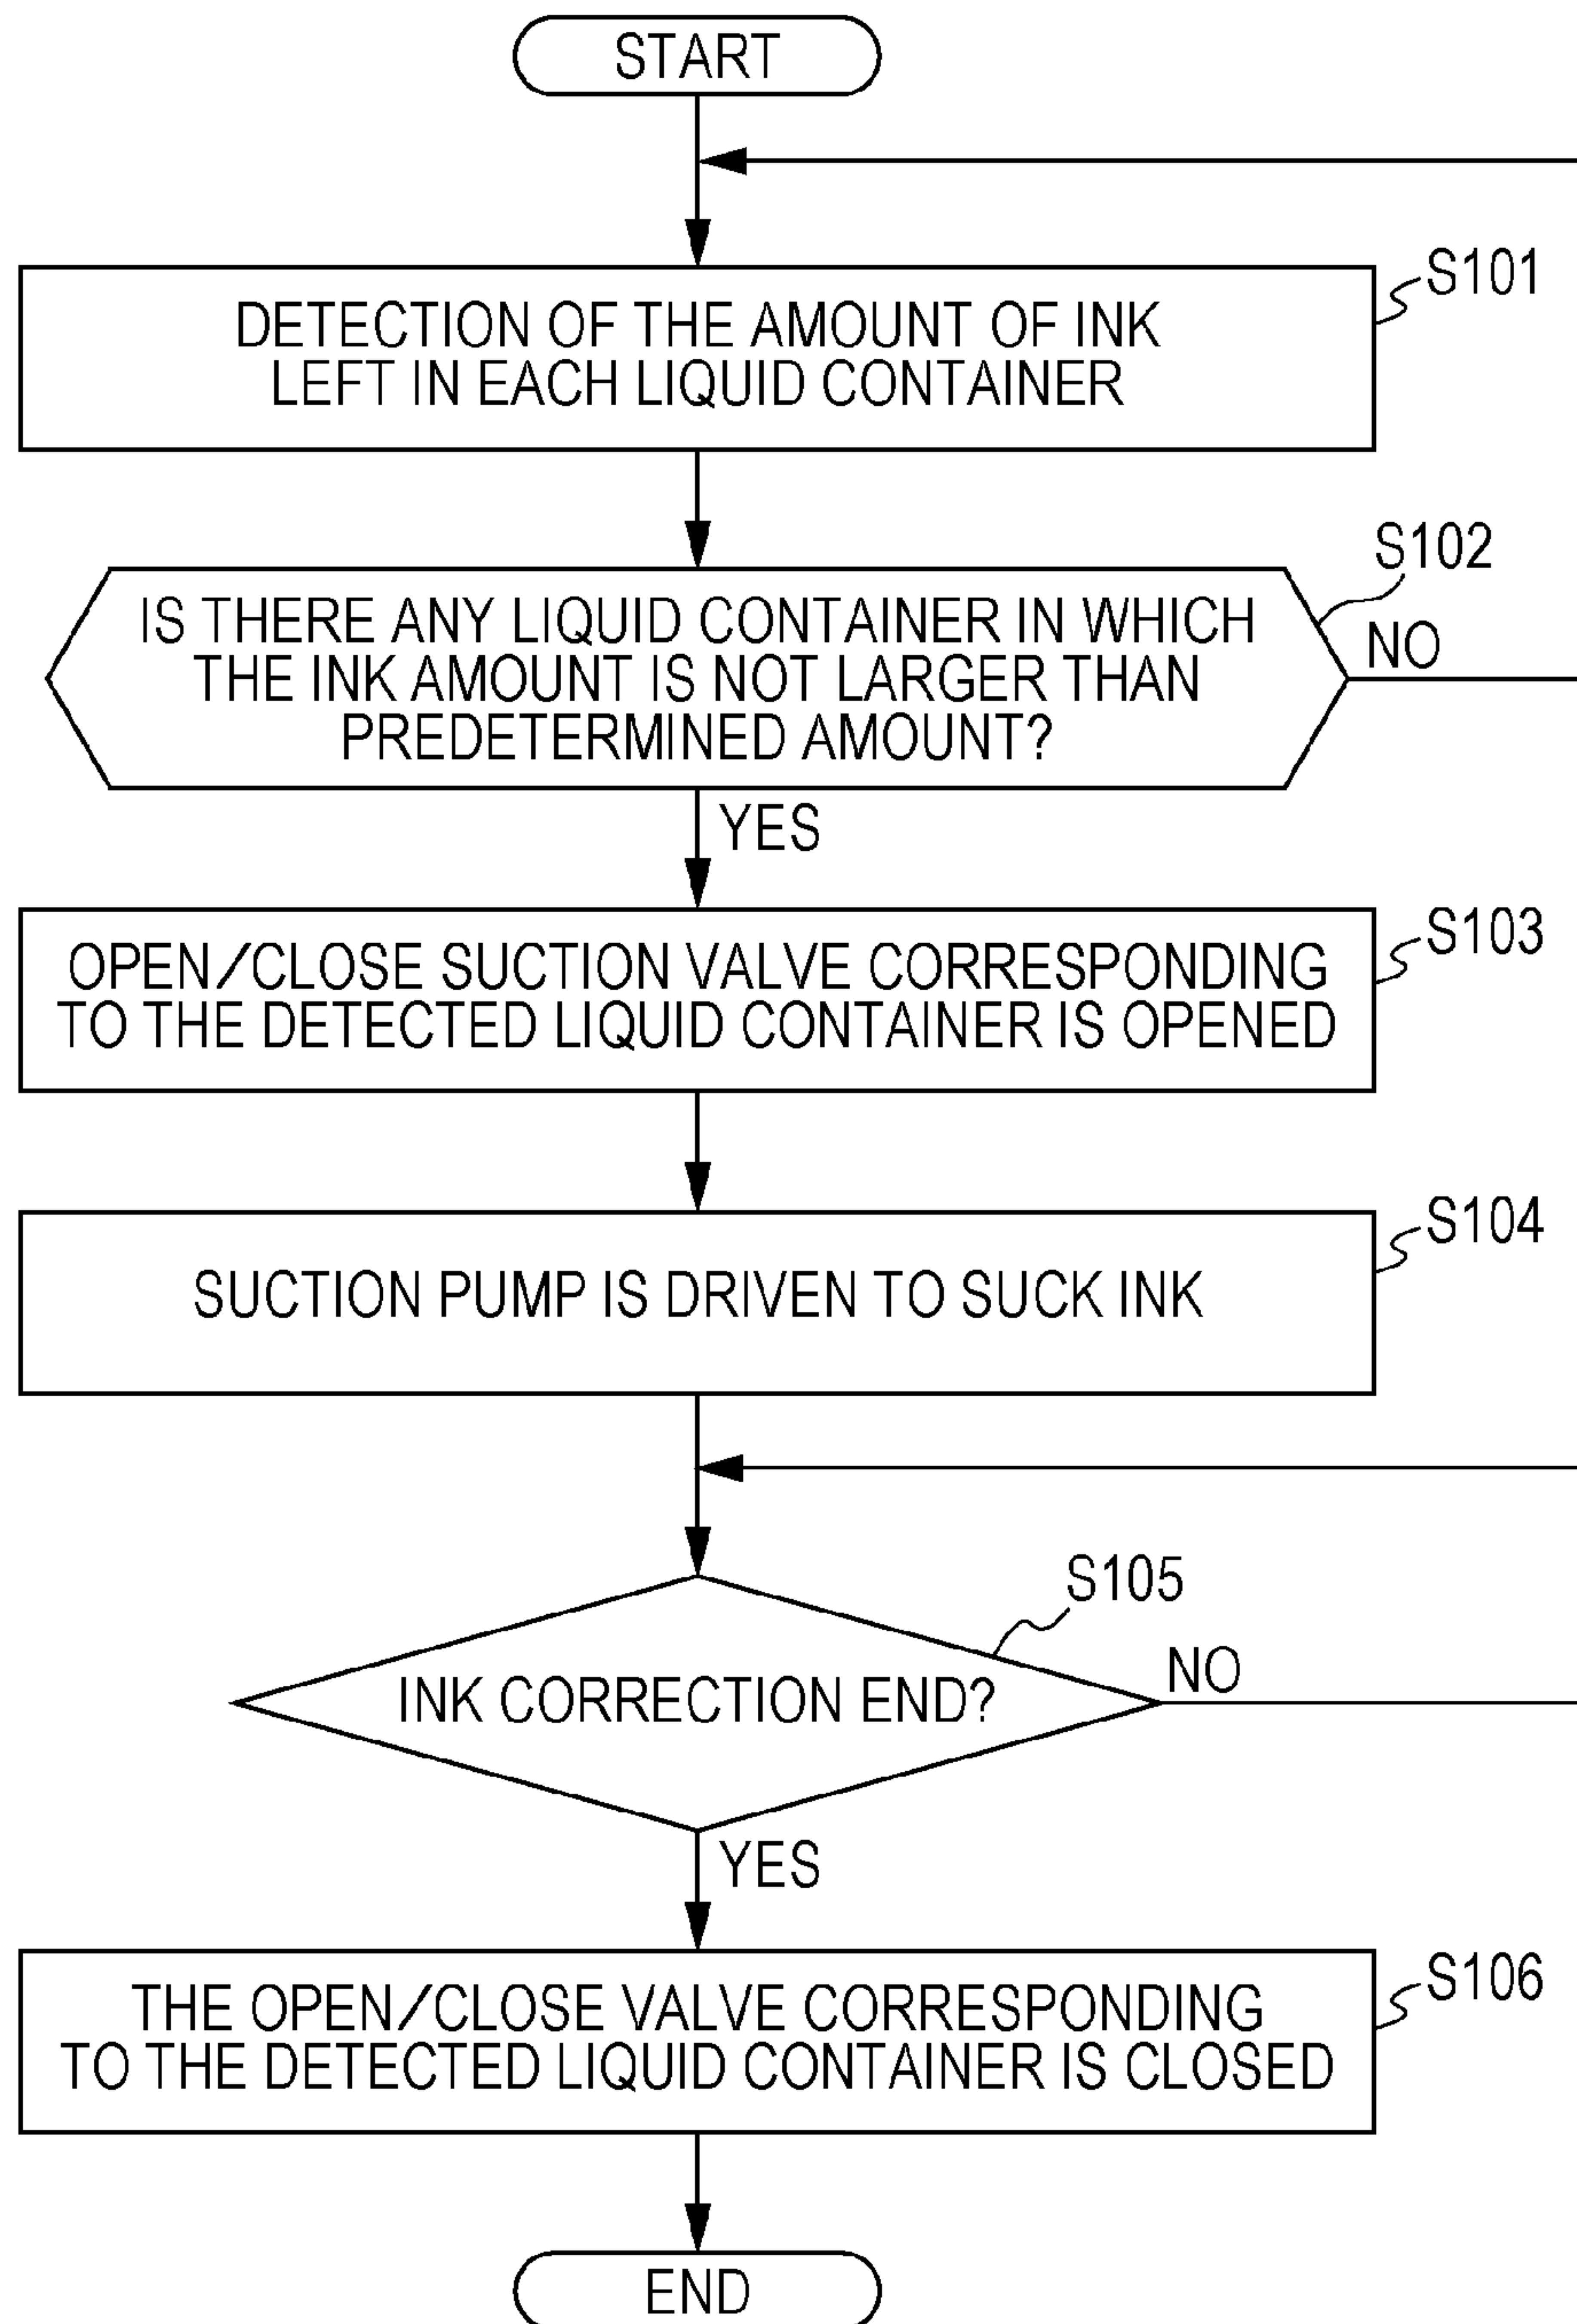 START
S101
DETECTION OF THE AMOUNT OF INK
LEFT IN EACH LIQUID CONTAINER
S102
IS THERE ANY LIQUID CONTAINER IN WHICH
THE INK AMOUNT IS NOT LARGER THAN
PREDETERMINED AMOUNT?
NO
YES
S103
OPEN/CLOSE SUCTION VALVE CORRESPONDING
TO THE DETECTED LIQUID CONTAINER IS OPENED
S104
SUCTION PUMP IS DRIVEN TO SUCK INK
S105
INK CORRECTION END?
NO
YES
S106
THE OPEN/CLOSE VALVE CORRESPONDING
TO THE DETECTED LIQUID CONTAINER IS CLOSED
END